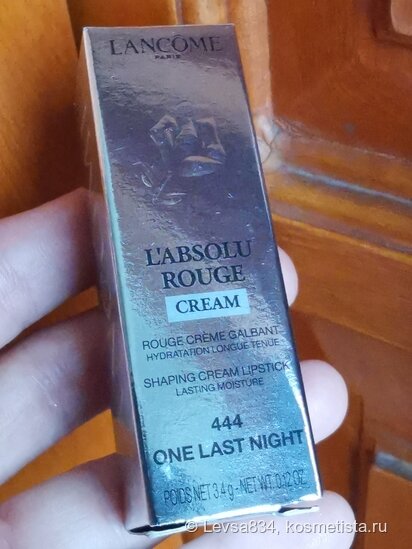 LANCÔME
PARIS
L'ABSOLU
ROUGE
CREAM
ROUGE CRÈME GALBANT
HYDRATATION LONGUE TENUE
SHAPING CREAM LIPSTICK
LASTING MOISTURE
444
ONE LAST NIGHT
POIDS NET 3,4 g - NET WT. 0.12 OZ.
© Levsa834, kosmetista.ru